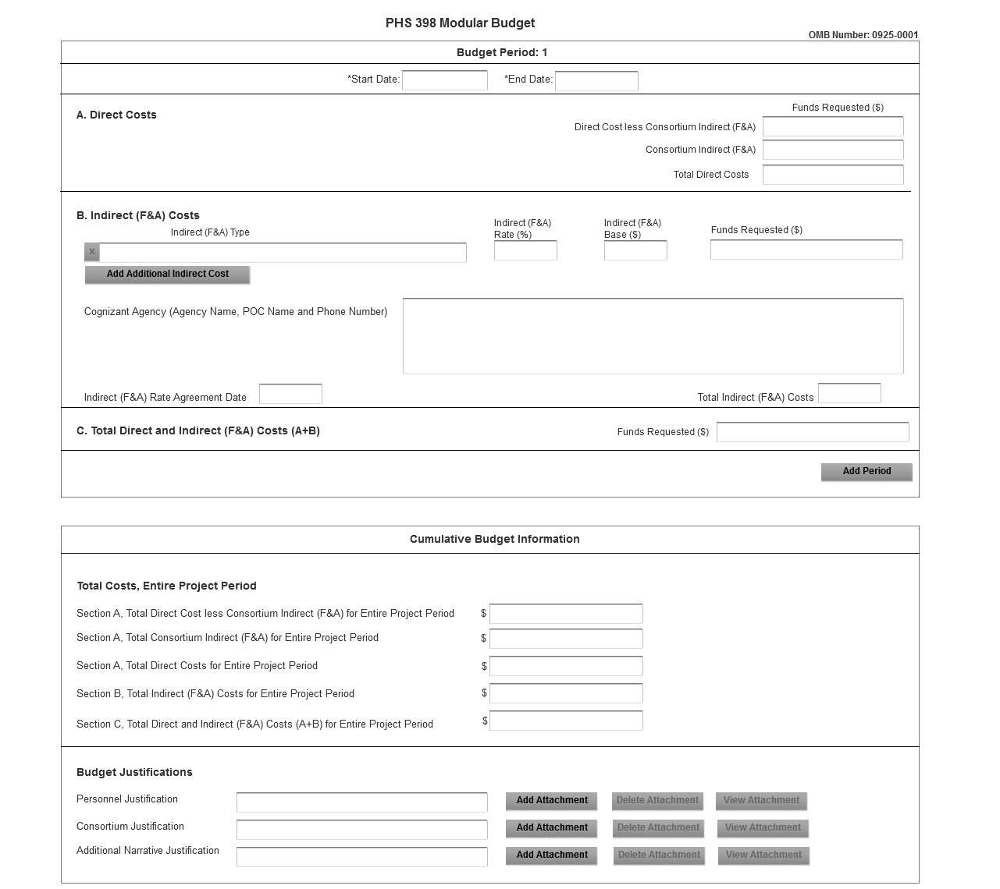 PHS 398 Modular Budget
OMB Number: 0925-0001
Budget Period: 1
*Start Date: *End Date:
A. Direct Costs
Funds Requested ($)
Direct Cost less Consortium Indirect (F&A)
Consortium Indirect (F&A)
Total Direct Costs
B. Indirect (F&A) Costs
Indirect (F&A) Type
Indirect (F&A) Rate (%)
Indirect (F&A) Base ($)
Funds Requested ($)
x
Add Additional Indirect Cost
Cognizant Agency (Agency Name, POC Name and Phone Number)
Indirect (F&A) Rate Agreement Date
Total Indirect (F&A) Costs
C. Total Direct and Indirect (F&A) Costs (A+B)
Funds Requested ($)
Add Period
Cumulative Budget Information
Total Costs, Entire Project Period
Section A, Total Direct Cost less Consortium Indirect (F&A) for Entire Project Period $
Section A, Total Consortium Indirect (F&A) for Entire Project Period $
Section A, Total Direct Costs for Entire Project Period $
Section B, Total Indirect (F&A) Costs for Entire Project Period $
Section C, Total Direct and Indirect (F&A) Costs (A+B) for Entire Project Period $
Budget Justifications
Personnel Justification Add Attachment Delete Attachment View Attachment
Consortium Justification Add Attachment Delete Attachment View Attachment
Additional Narrative Justification Add Attachment Delete Attachment View Attachment